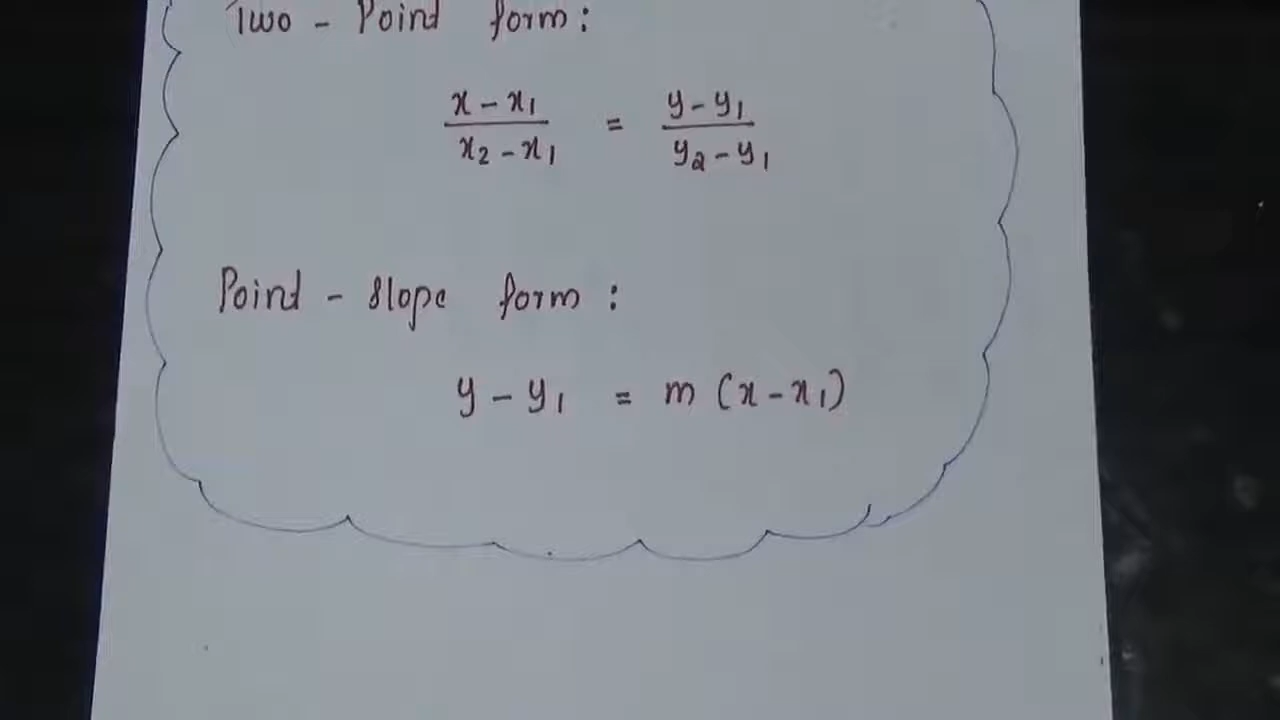 Two - Point form:
x - x₁ / x₂ - x₁ = y - y₁ / y₂ - y₁
Point - slope form :
y - y₁ = m (x - x₁)